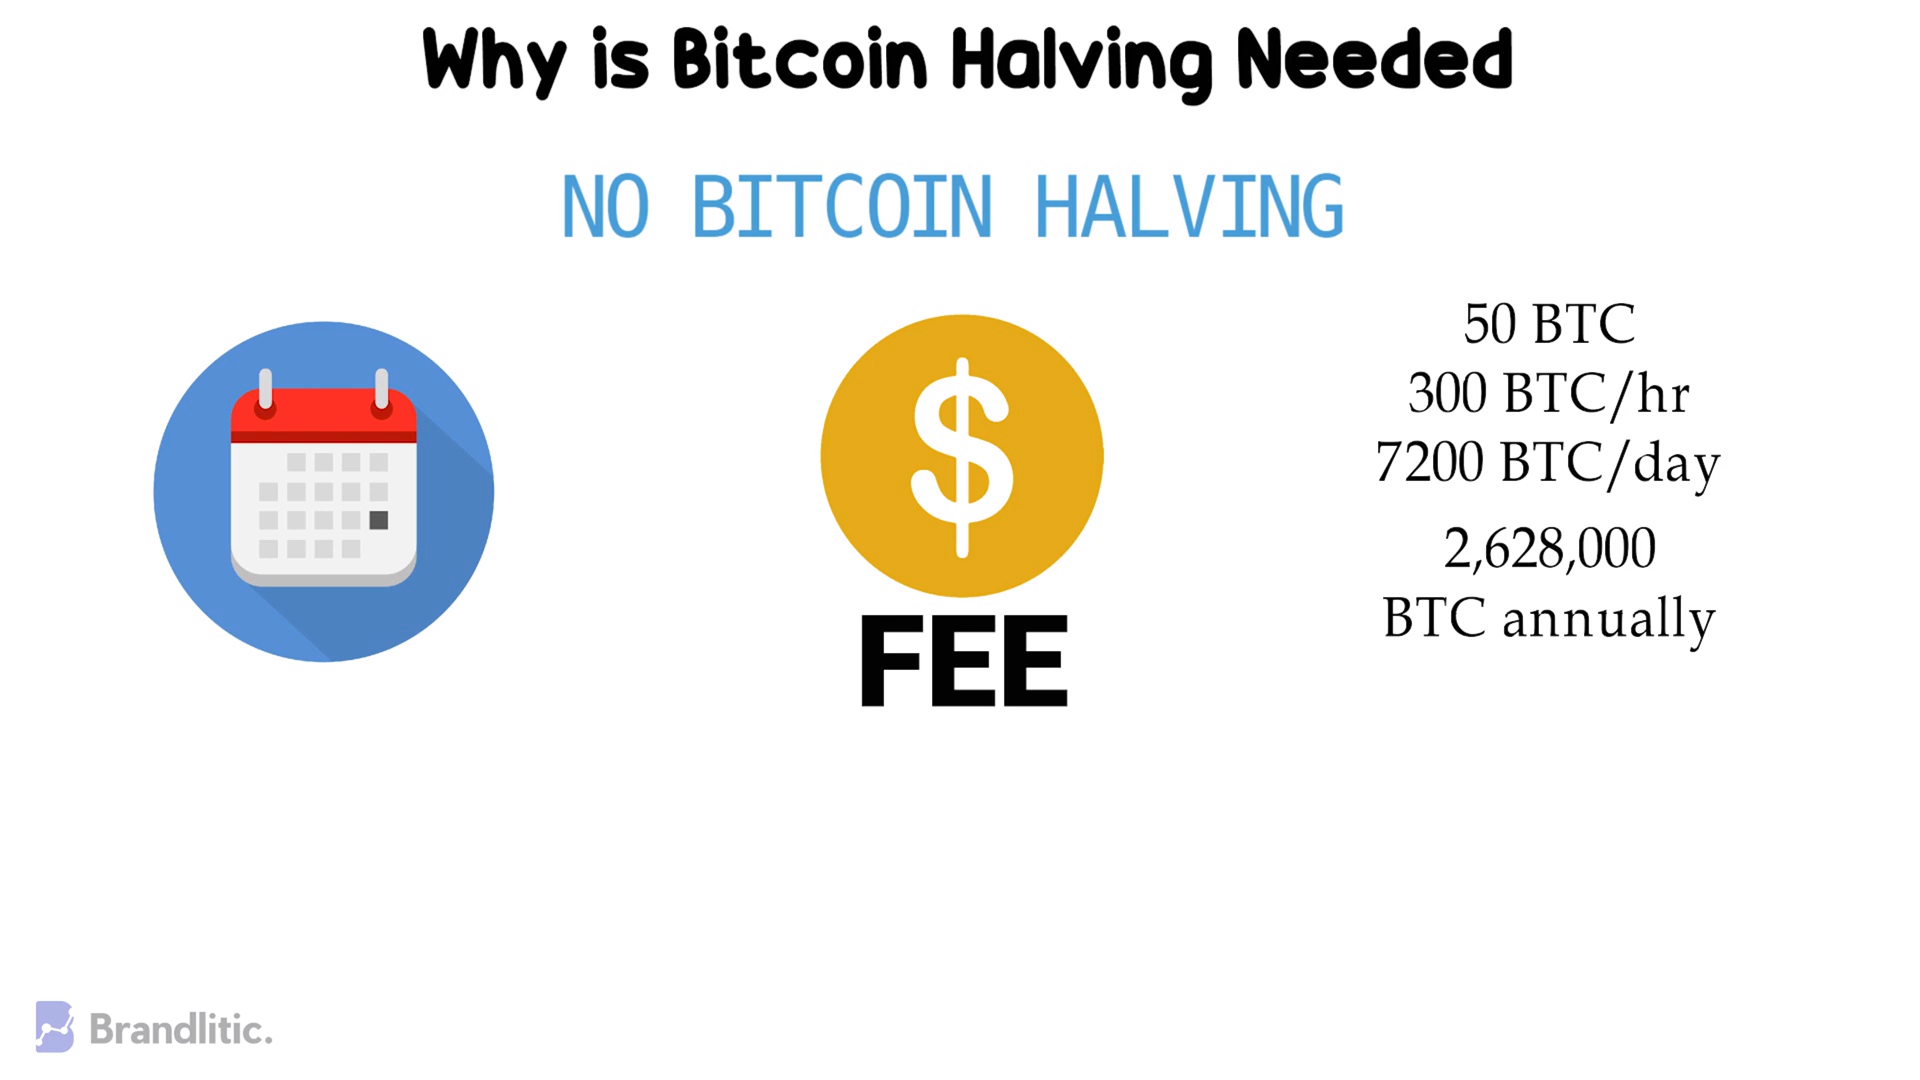 Why is Bitcoin Halving Needed
NO BITCOIN HALVING
$
FEE
50 BTC
300 BTC/hr
7200 BTC/day
2,628,000
BTC annually
Brandlitic.